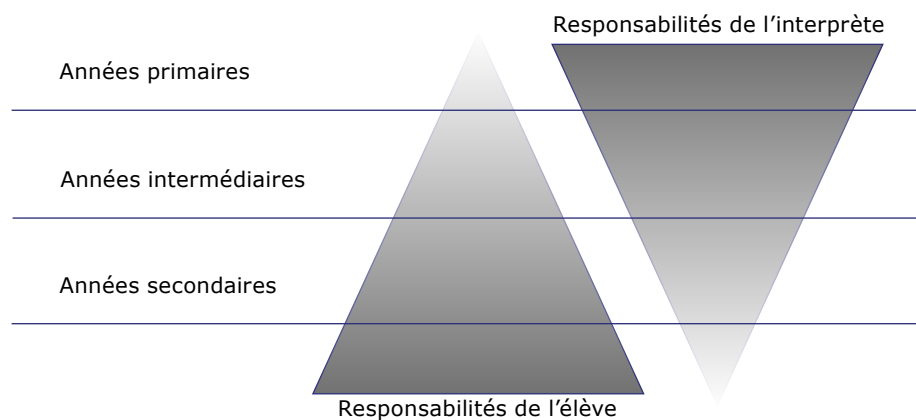 Responsabilités de l’interprète
Années primaires
Années intermédiaires
Années secondaires
Responsabilités de l’élève